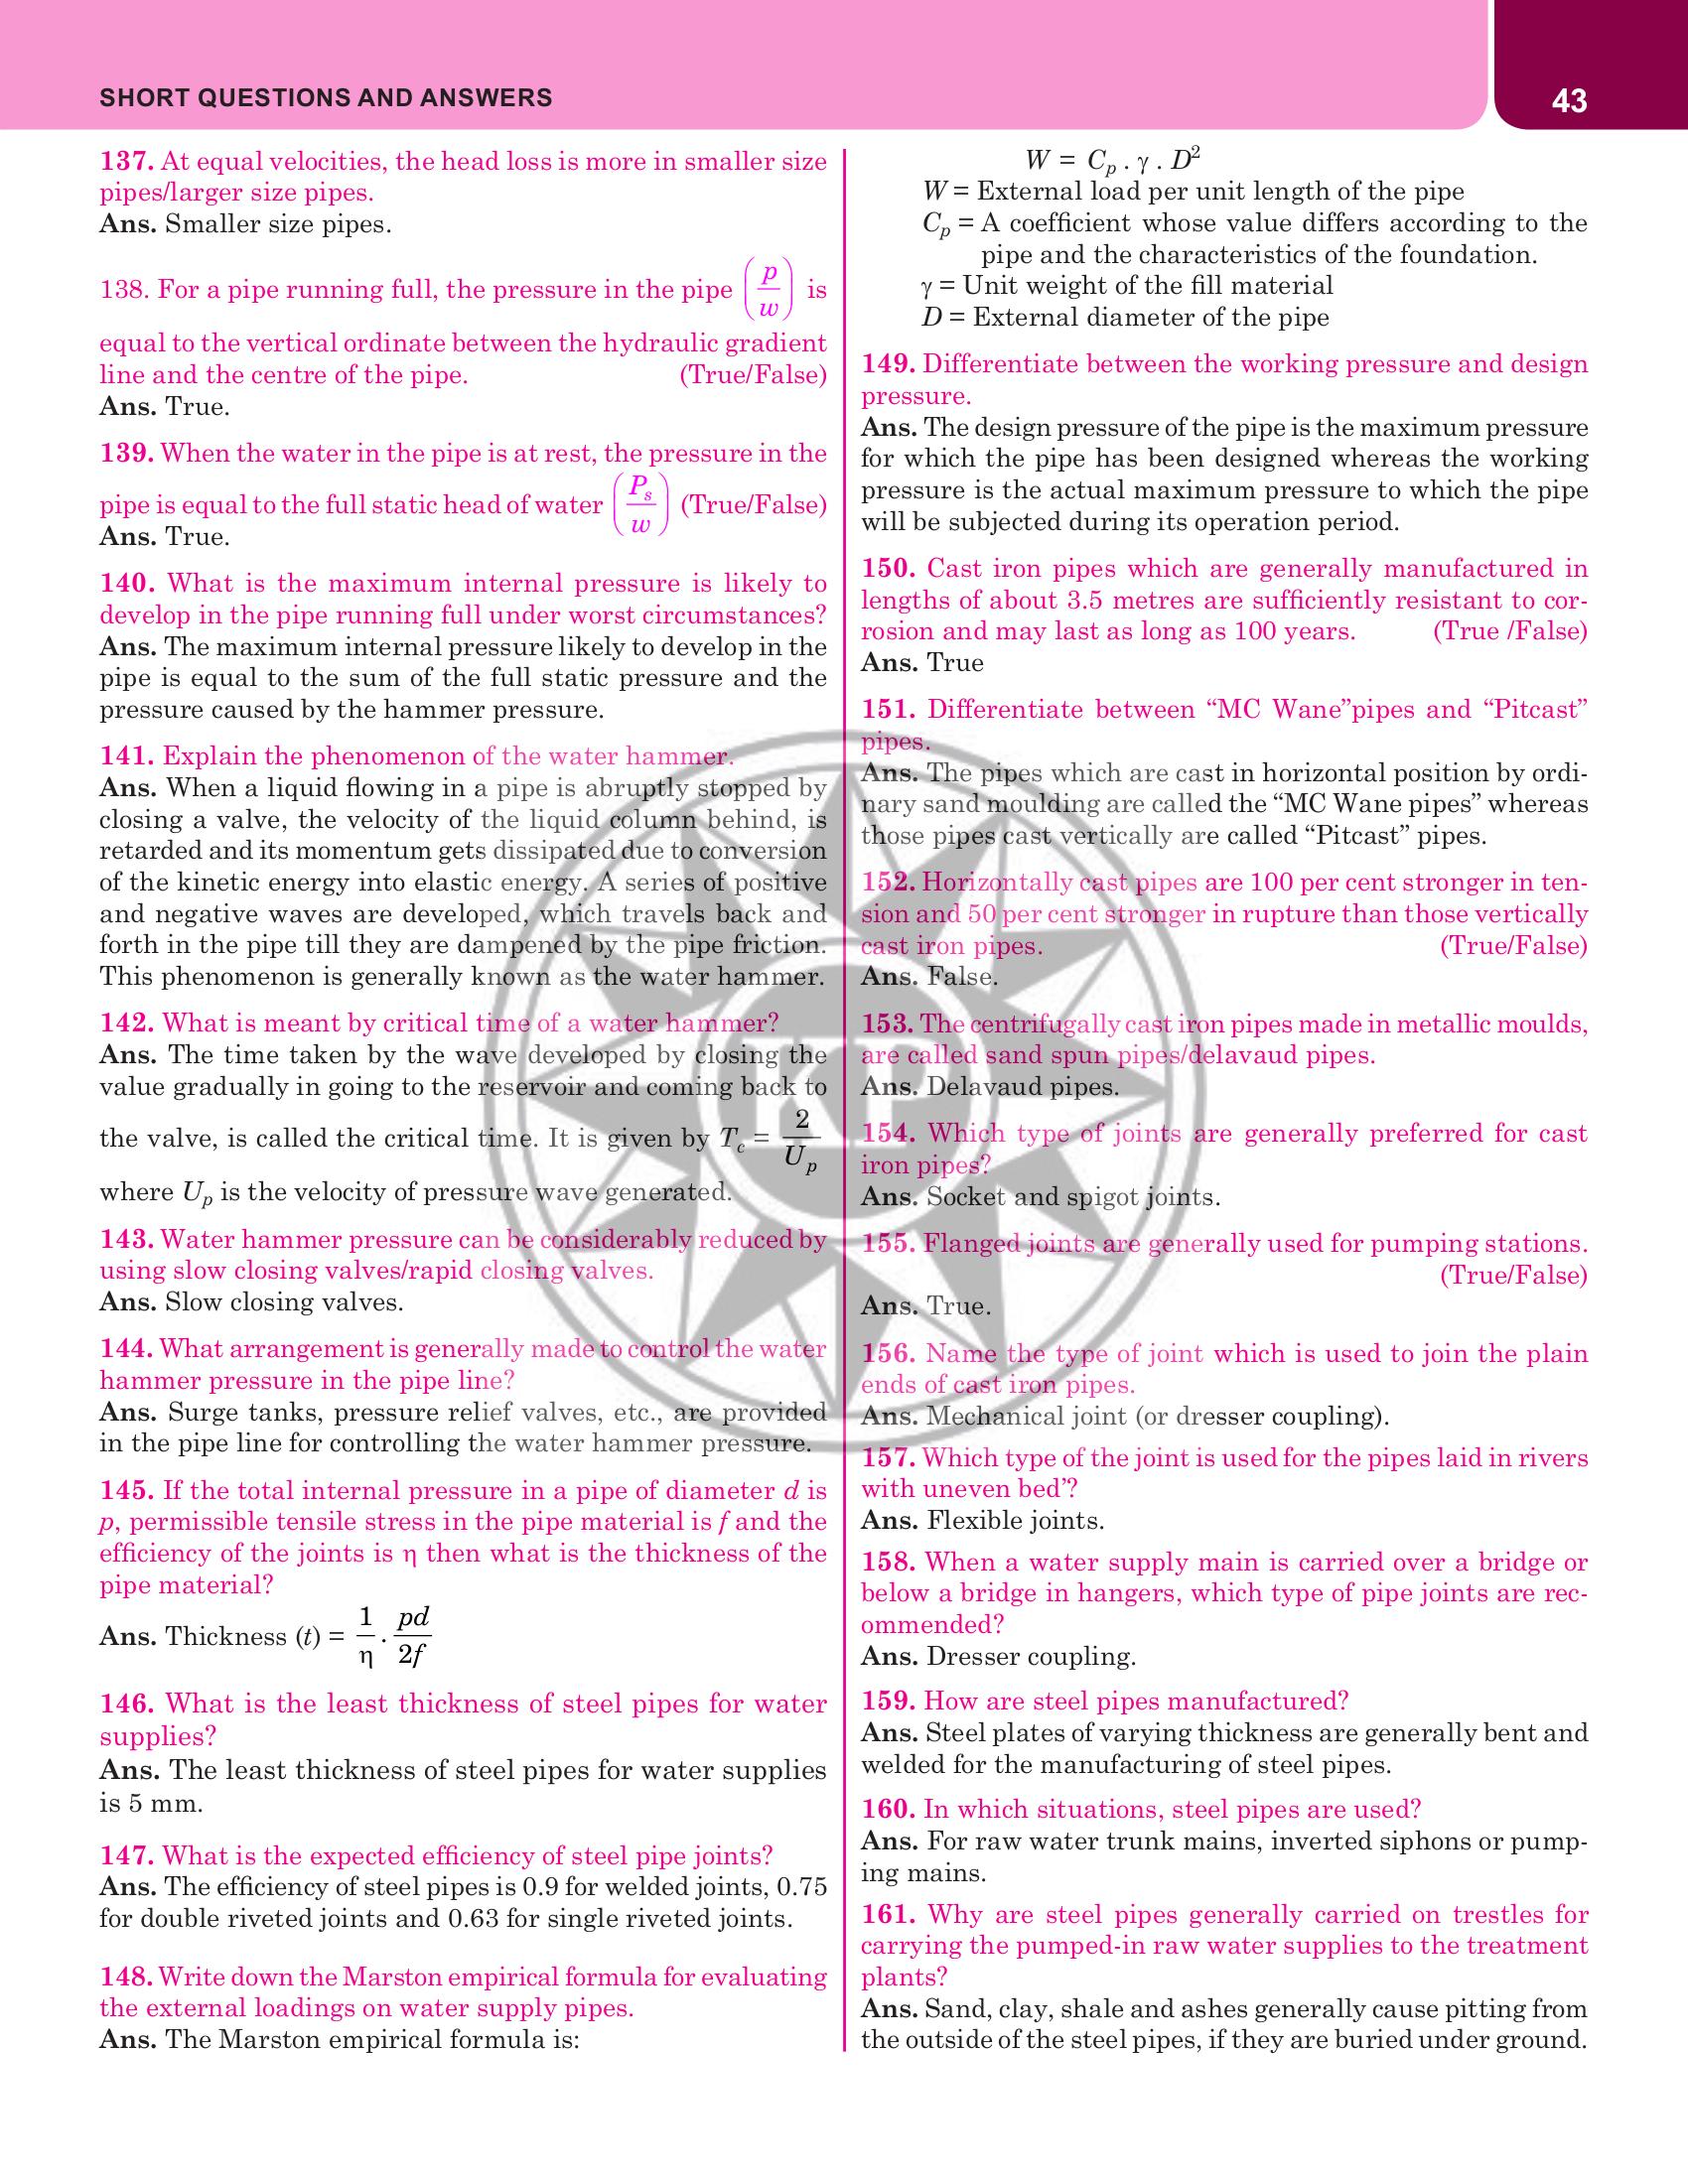 SHORT QUESTIONS AND ANSWERS
43
137. At equal velocities, the head loss is more in smaller size
pipes/larger size pipes.
Ans. Smaller size pipes.
138. For a pipe running full, the pressure in the pipe (p/w) is
equal to the vertical ordinate between the hydraulic gradient
line and the centre of the pipe. (True/False)
Ans. True.
139. When the water in the pipe is at rest, the pressure in the
pipe is equal to the full static head of water (Ps/w) (True/False)
Ans. True.
140. What is the maximum internal pressure is likely to
develop in the pipe running full under worst circumstances?
Ans. The maximum internal pressure likely to develop in the
pipe is equal to the sum of the full static pressure and the
pressure caused by the hammer pressure.
141. Explain the phenomenon of the water hammer.
Ans. When a liquid flowing in a pipe is abruptly stopped by
closing a valve, the velocity of the liquid column behind, is
retarded and its momentum gets dissipated due to conversion
of the kinetic energy into elastic energy. A series of positive
and negative waves are developed, which travels back and
forth in the pipe till they are dampened by the pipe friction.
This phenomenon is generally known as the water hammer.
142. What is meant by critical time of a water hammer?
Ans. The time taken by the wave developed by closing the
value gradually in going to the reservoir and coming back to
the valve, is called the critical time. It is given by Tc = 2/Up
where Up is the velocity of pressure wave generated.
143. Water hammer pressure can be considerably reduced by
using slow closing valves/rapid closing valves.
Ans. Slow closing valves.
144. What arrangement is generally made to control the water
hammer pressure in the pipe line?
Ans. Surge tanks, pressure relief valves, etc., are provided
in the pipe line for controlling the water hammer pressure.
145. If the total internal pressure in a pipe of diameter d is
p, permissible tensile stress in the pipe material is f and the
efficiency of the joints is η then what is the thickness of the
pipe material?
Ans. Thickness (t) = 1/η . pd/2f
146. What is the least thickness of steel pipes for water
supplies?
Ans. The least thickness of steel pipes for water supplies
is 5 mm.
147. What is the expected efficiency of steel pipe joints?
Ans. The efficiency of steel pipes is 0.9 for welded joints, 0.75
for double riveted joints and 0.63 for single riveted joints.
148. Write down the Marston empirical formula for evaluating
the external loadings on water supply pipes.
Ans. The Marston empirical formula is:
W = Cp . γ . D²
W = External load per unit length of the pipe
Cp = A coefficient whose value differs according to the
pipe and the characteristics of the foundation.
γ = Unit weight of the fill material
D = External diameter of the pipe
149. Differentiate between the working pressure and design
pressure.
Ans. The design pressure of the pipe is the maximum pressure
for which the pipe has been designed whereas the working
pressure is the actual maximum pressure to which the pipe
will be subjected during its operation period.
150. Cast iron pipes which are generally manufactured in
lengths of about 3.5 metres are sufficiently resistant to cor-
rosion and may last as long as 100 years. (True /False)
Ans. True
151. Differentiate between “MC Wane”pipes and “Pitcast”
pipes.
Ans. The pipes which are cast in horizontal position by ordi-
nary sand moulding are called the “MC Wane pipes” whereas
those pipes cast vertically are called “Pitcast” pipes.
152. Horizontally cast pipes are 100 per cent stronger in ten-
sion and 50 per cent stronger in rupture than those vertically
cast iron pipes. (True/False)
Ans. False.
153. The centrifugally cast iron pipes made in metallic moulds,
are called sand spun pipes/delavaud pipes.
Ans. Delavaud pipes.
154. Which type of joints are generally preferred for cast
iron pipes?
Ans. Socket and spigot joints.
155. Flanged joints are generally used for pumping stations.
(True/False)
Ans. True.
156. Name the type of joint which is used to join the plain
ends of cast iron pipes.
Ans. Mechanical joint (or dresser coupling).
157. Which type of the joint is used for the pipes laid in rivers
with uneven bed’?
Ans. Flexible joints.
158. When a water supply main is carried over a bridge or
below a bridge in hangers, which type of pipe joints are rec-
ommended?
Ans. Dresser coupling.
159. How are steel pipes manufactured?
Ans. Steel plates of varying thickness are generally bent and
welded for the manufacturing of steel pipes.
160. In which situations, steel pipes are used?
Ans. For raw water trunk mains, inverted siphons or pump-
ing mains.
161. Why are steel pipes generally carried on trestles for
carrying the pumped-in raw water supplies to the treatment
plants?
Ans. Sand, clay, shale and ashes generally cause pitting from
the outside of the steel pipes, if they are buried under ground.
KP